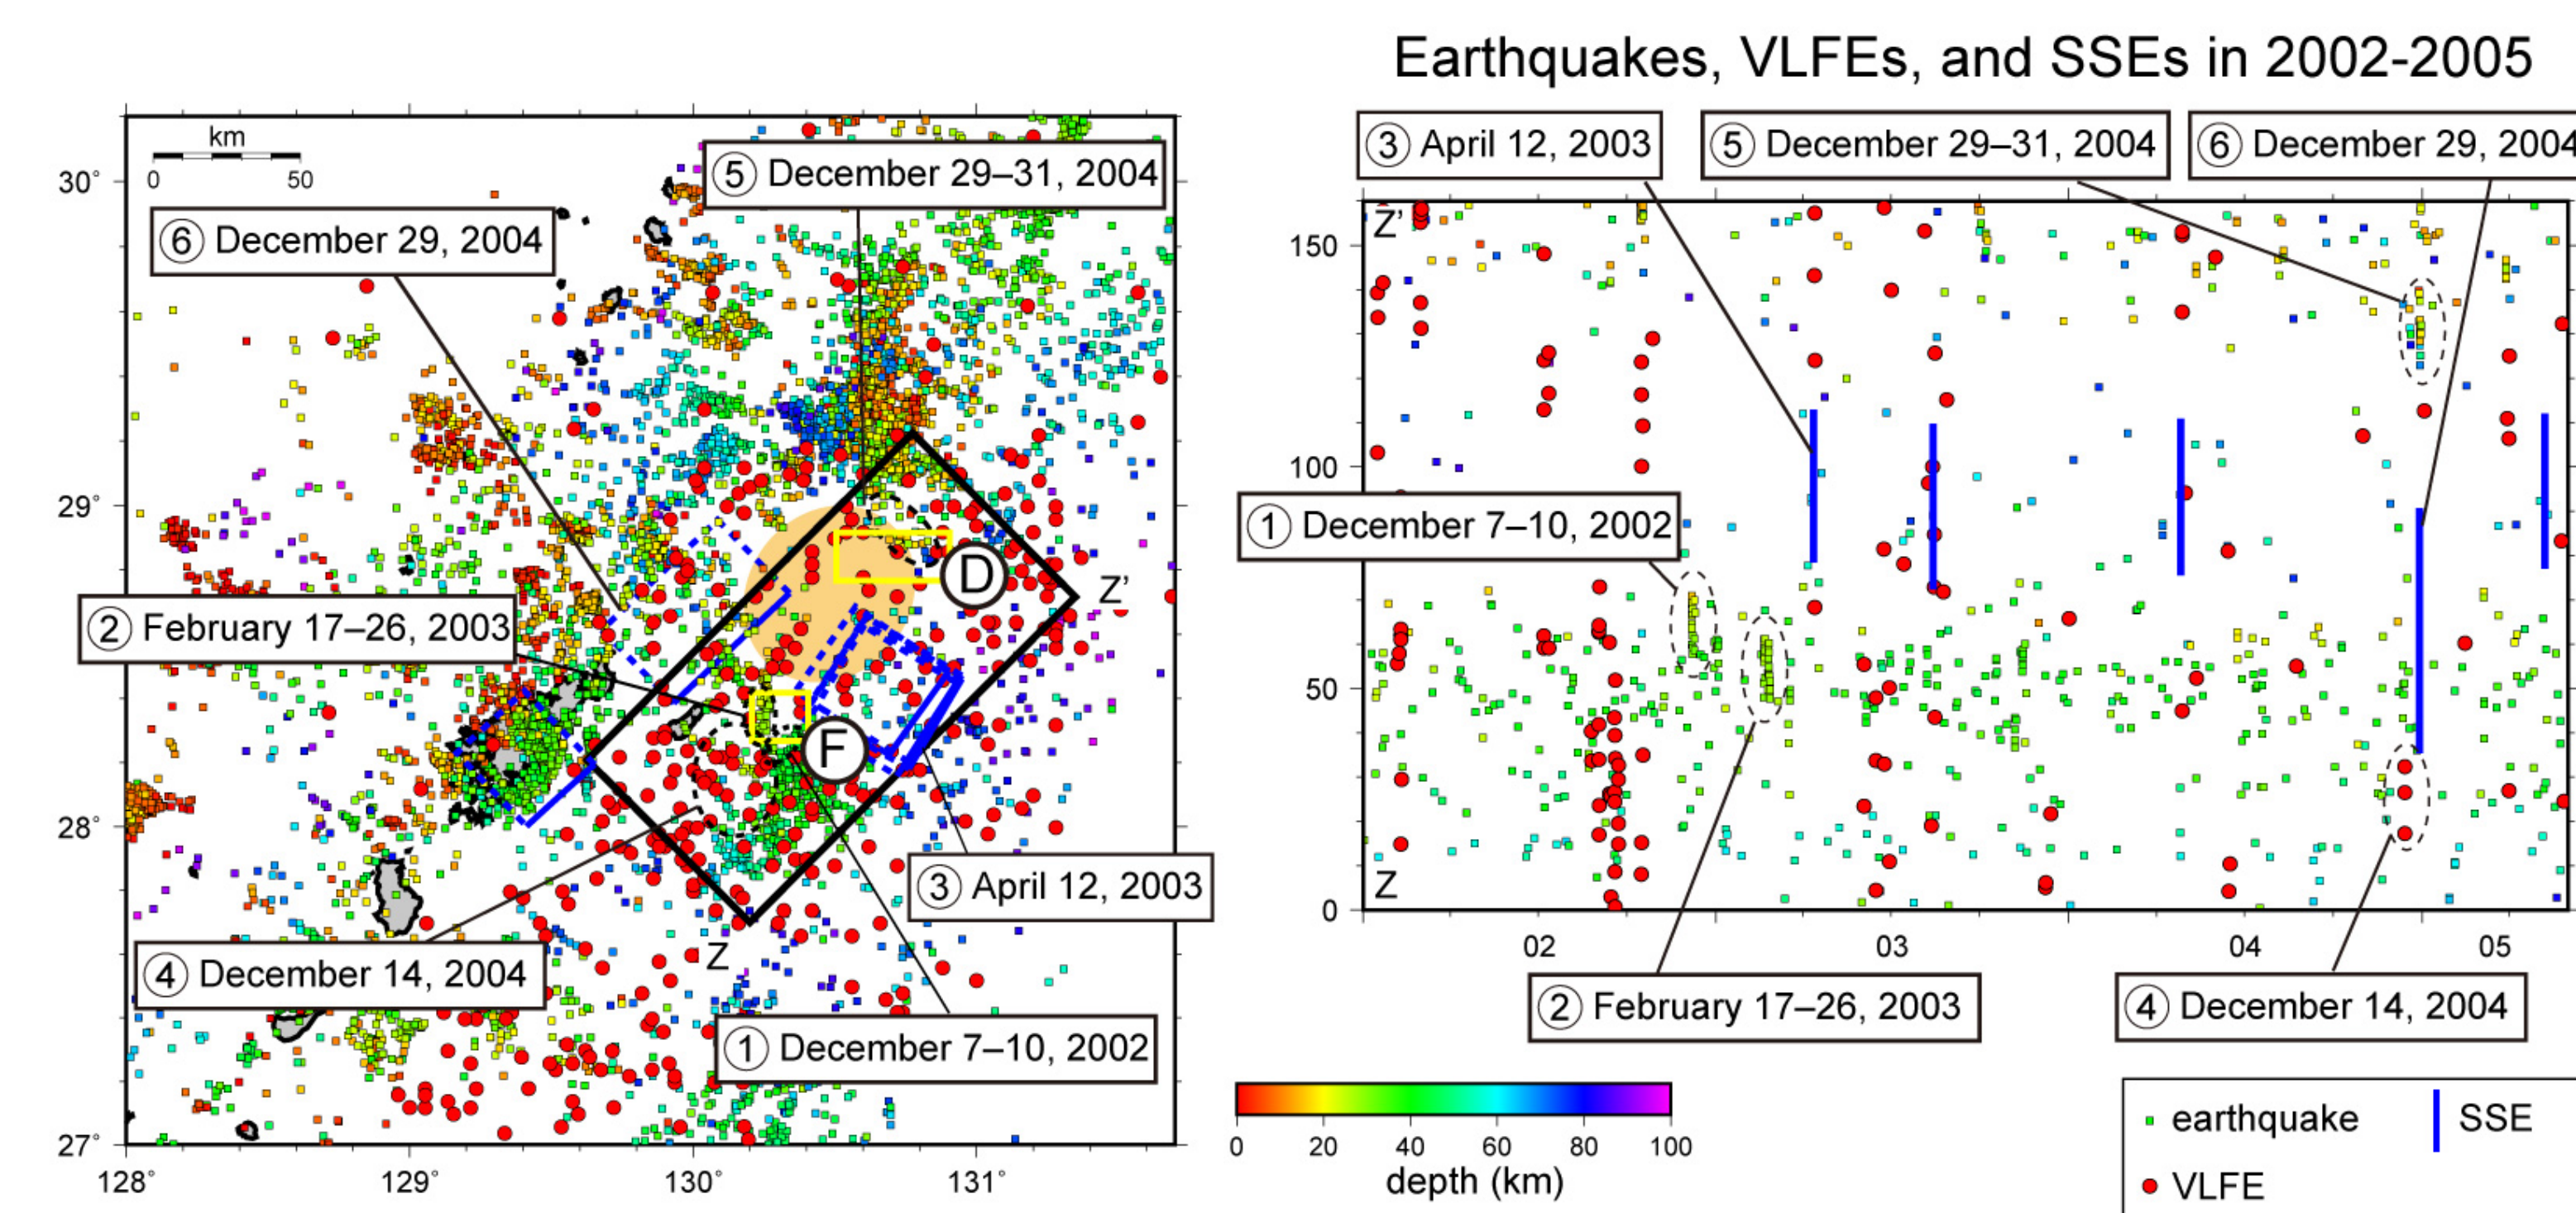 Earthquakes, VLFEs, and SSEs in 2002-2005
km
0 50
⑤ December 29–31, 2004
⑥ December 29, 2004
② February 17–26, 2003
④ December 14, 2004
③ April 12, 2003
① December 7–10, 2002
D
F
Z'
Z
30°
29°
28°
27°
128° 129° 130° 131°
③ April 12, 2003
⑤ December 29–31, 2004
⑥ December 29, 2004
① December 7–10, 2002
Z'
Z
150
100
50
0
02 03 04 05
② February 17–26, 2003
④ December 14, 2004
0 20 40 60 80 100
depth (km)
earthquake
SSE
VLFE